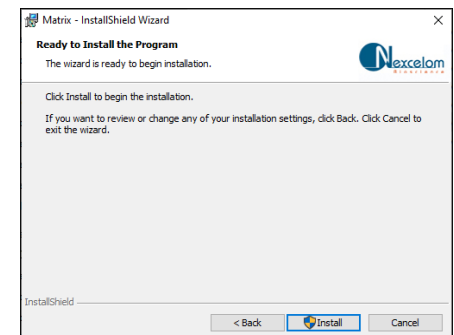 Matrix - InstallShield Wizard
Ready to Install the Program
The wizard is ready to begin installation.
Nexcelom
Bioscience
Click Install to begin the installation.
If you want to review or change any of your installation settings, click Back. Click Cancel to
exit the wizard.
InstallShield
< Back
Install
Cancel